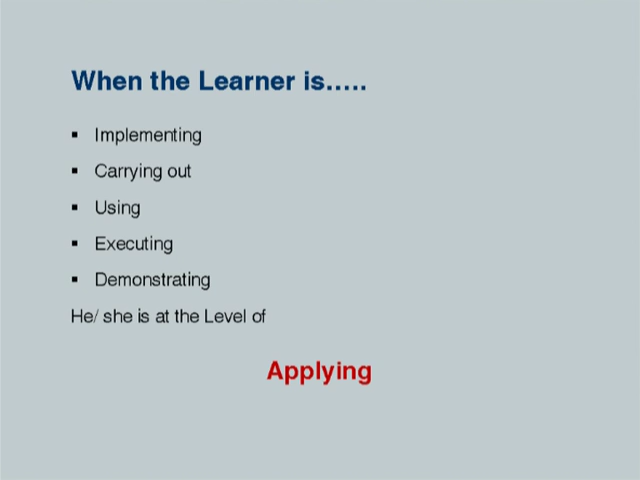 When the Learner is.....
▪ Implementing
▪ Carrying out
▪ Using
▪ Executing
▪ Demonstrating
He/ she is at the Level of
Applying